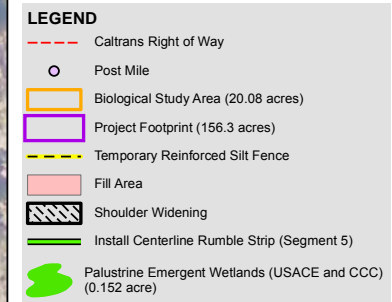 LEGEND
Caltrans Right of Way
Post Mile
Biological Study Area (20.08 acres)
Project Footprint (156.3 acres)
Temporary Reinforced Silt Fence
Fill Area
Shoulder Widening
Install Centerline Rumble Strip (Segment 5)
Palustrine Emergent Wetlands (USACE and CCC)
(0.152 acre)